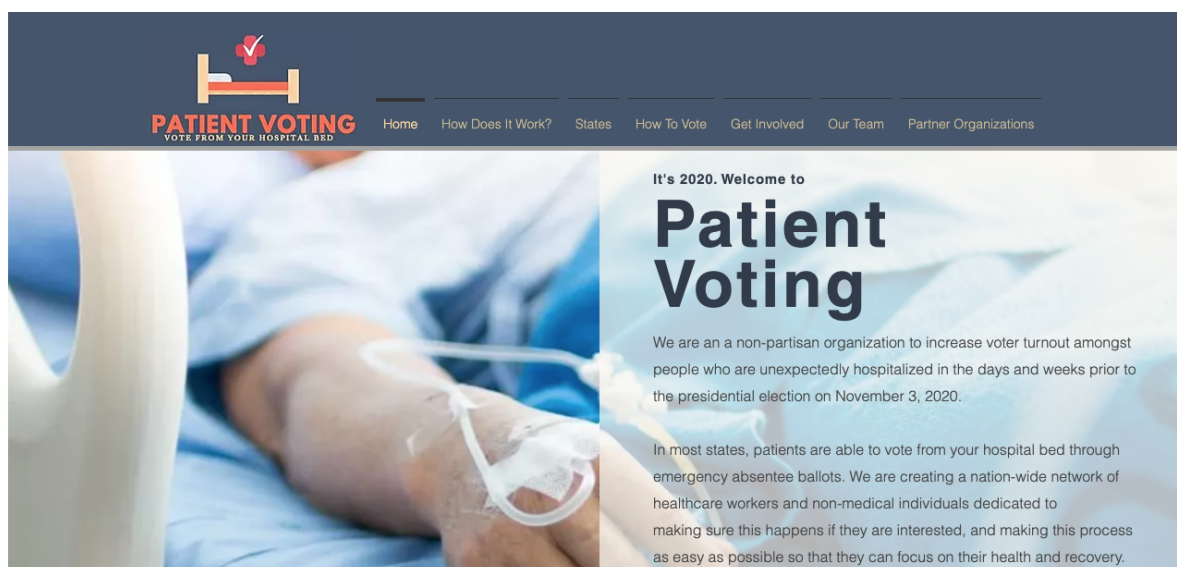 PATIENT VOTING
VOTE FROM YOUR HOSPITAL BED
Home How Does It Work? States How To Vote Get Involved Our Team Partner Organizations
It's 2020. Welcome to
Patient
Voting
We are an a non-partisan organization to increase voter turnout amongst
people who are unexpectedly hospitalized in the days and weeks prior to
the presidential election on November 3, 2020.
In most states, patients are able to vote from your hospital bed through
emergency absentee ballots. We are creating a nation-wide network of
healthcare workers and non-medical individuals dedicated to
making sure this happens if they are interested, and making this process
as easy as possible so that they can focus on their health and recovery.